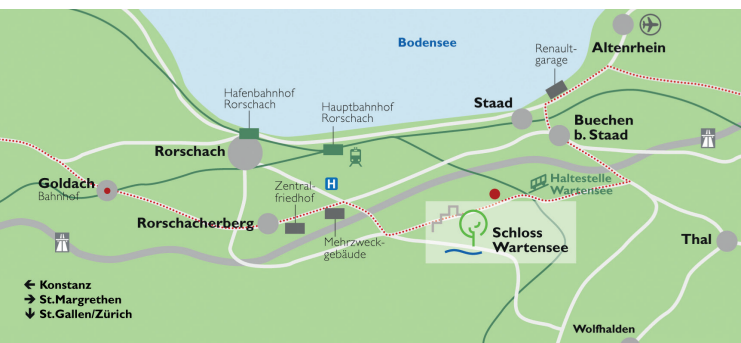 Bodensee
Altenrhein
Renault-
garage
Hafenbahnhof
Rorschach
Hauptbahnhof
Rorschach
Staad
Buechen
b. Staad
Rorschach
Goldach
Bahnhof
Zentral-
friedhof
H
Haltestelle
Wartensee
Rorschacherberg
Mehrzweck-
gebäude
Schloss
Wartensee
Thal
← Konstanz
→ St.Margrethen
↓ St.Gallen/Zürich
Wolfhalden